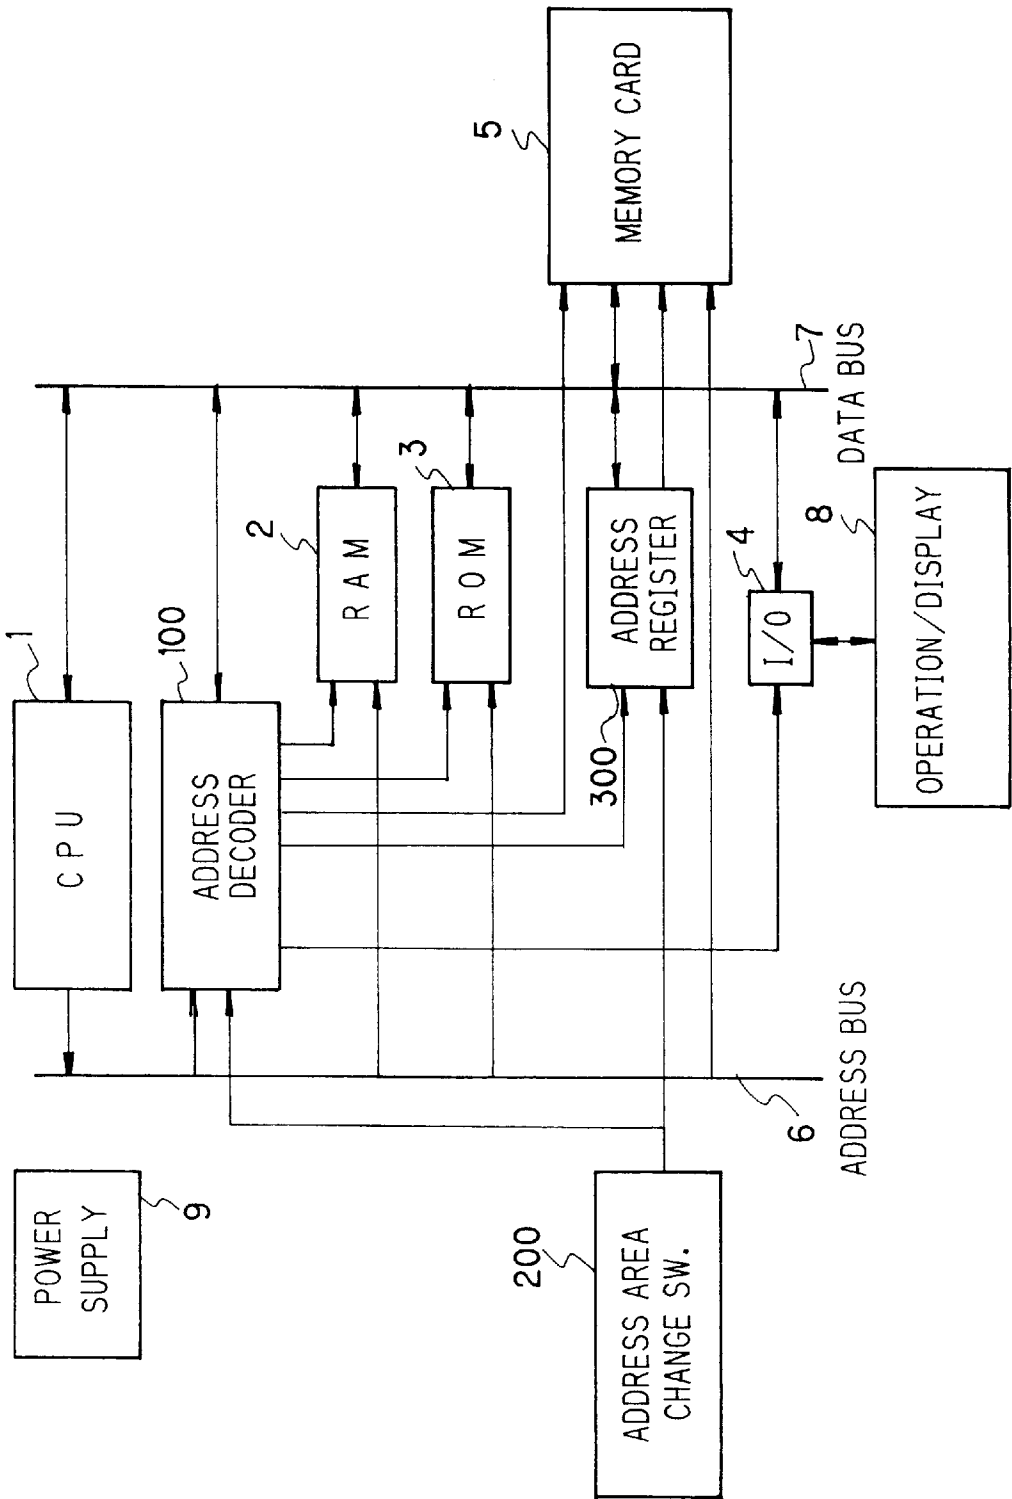 1
CPU
100
ADDRESS
DECODER
2
RAM
3
ROM
5
MEMORY CARD
300
ADDRESS
REGISTER
4
I/O
7
DATA BUS
8
OPERATION/DISPLAY
6
ADDRESS BUS
9
POWER
SUPPLY
200
ADDRESS AREA
CHANGE SW.